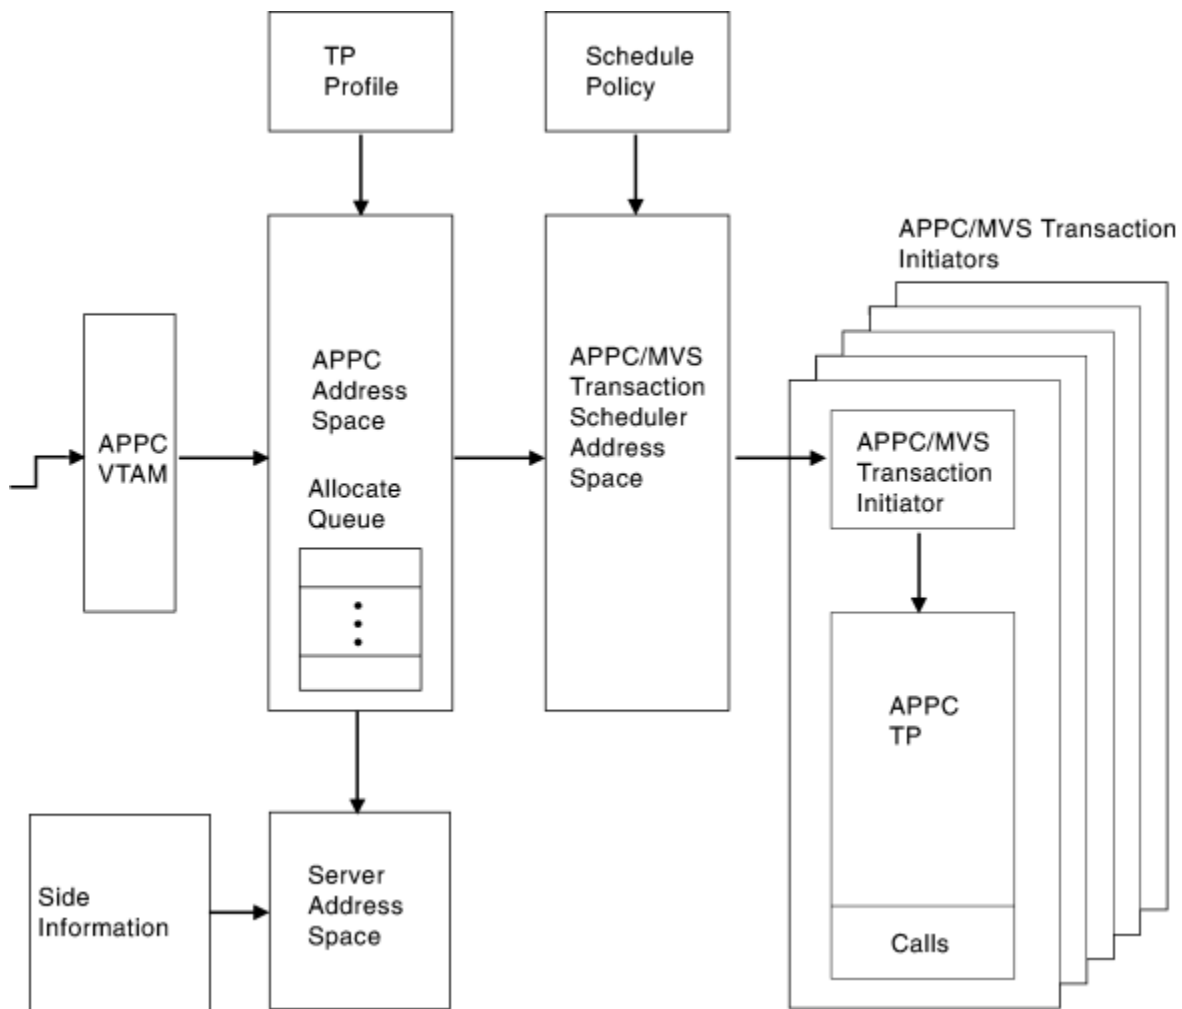 TP
Profile
Schedule
Policy
APPC/MVS Transaction
Initiators
APPC
VTAM
APPC
Address
Space
Allocate
Queue
APPC/MVS
Transaction
Scheduler
Address
Space
APPC/MVS
Transaction
Initiator
APPC
TP
Calls
Side
Information
Server
Address
Space